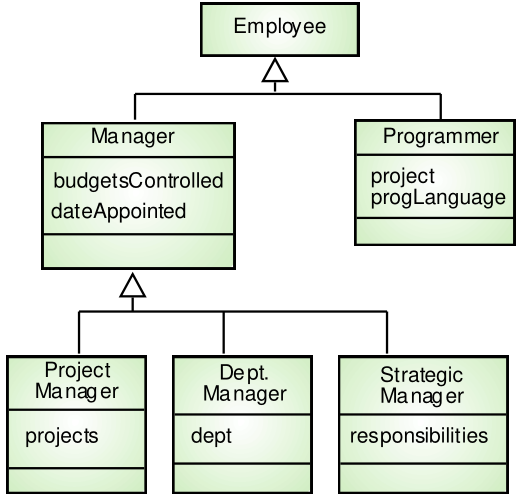 Employee
Manager
budgetsControlled
dateAppointed
Programmer
project
progLanguage
Project
Manager
projects
Dept.
Manager
dept
Strategic
Manager
responsibilities